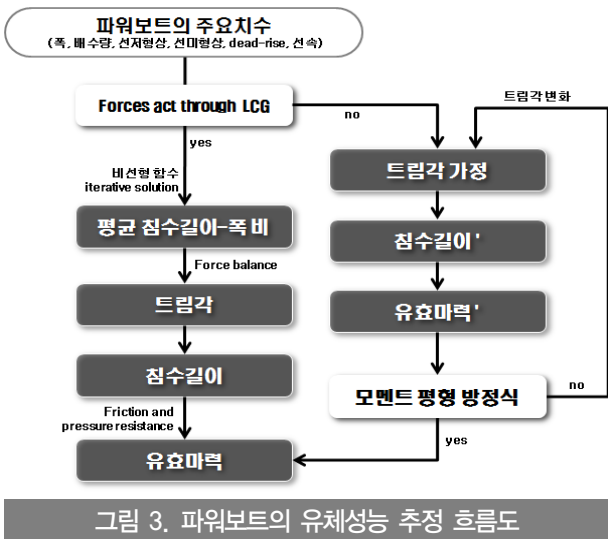 파워보트의 주요치수
(폭, 배수량, 선저형상, 선미형상, dead-rise, 선속)
Forces act through LCG
no
yes
트림각변화
비선형 함수
iterative solution
평균 침수길이-폭 비
Force balance
트림각
침수길이
Friction and
pressure resistance
유효마력
트림각 가정
침수길이'
유효마력'
모멘트 평형 방정식
no
yes
그림 3. 파워보트의 유체성능 추정 흐름도